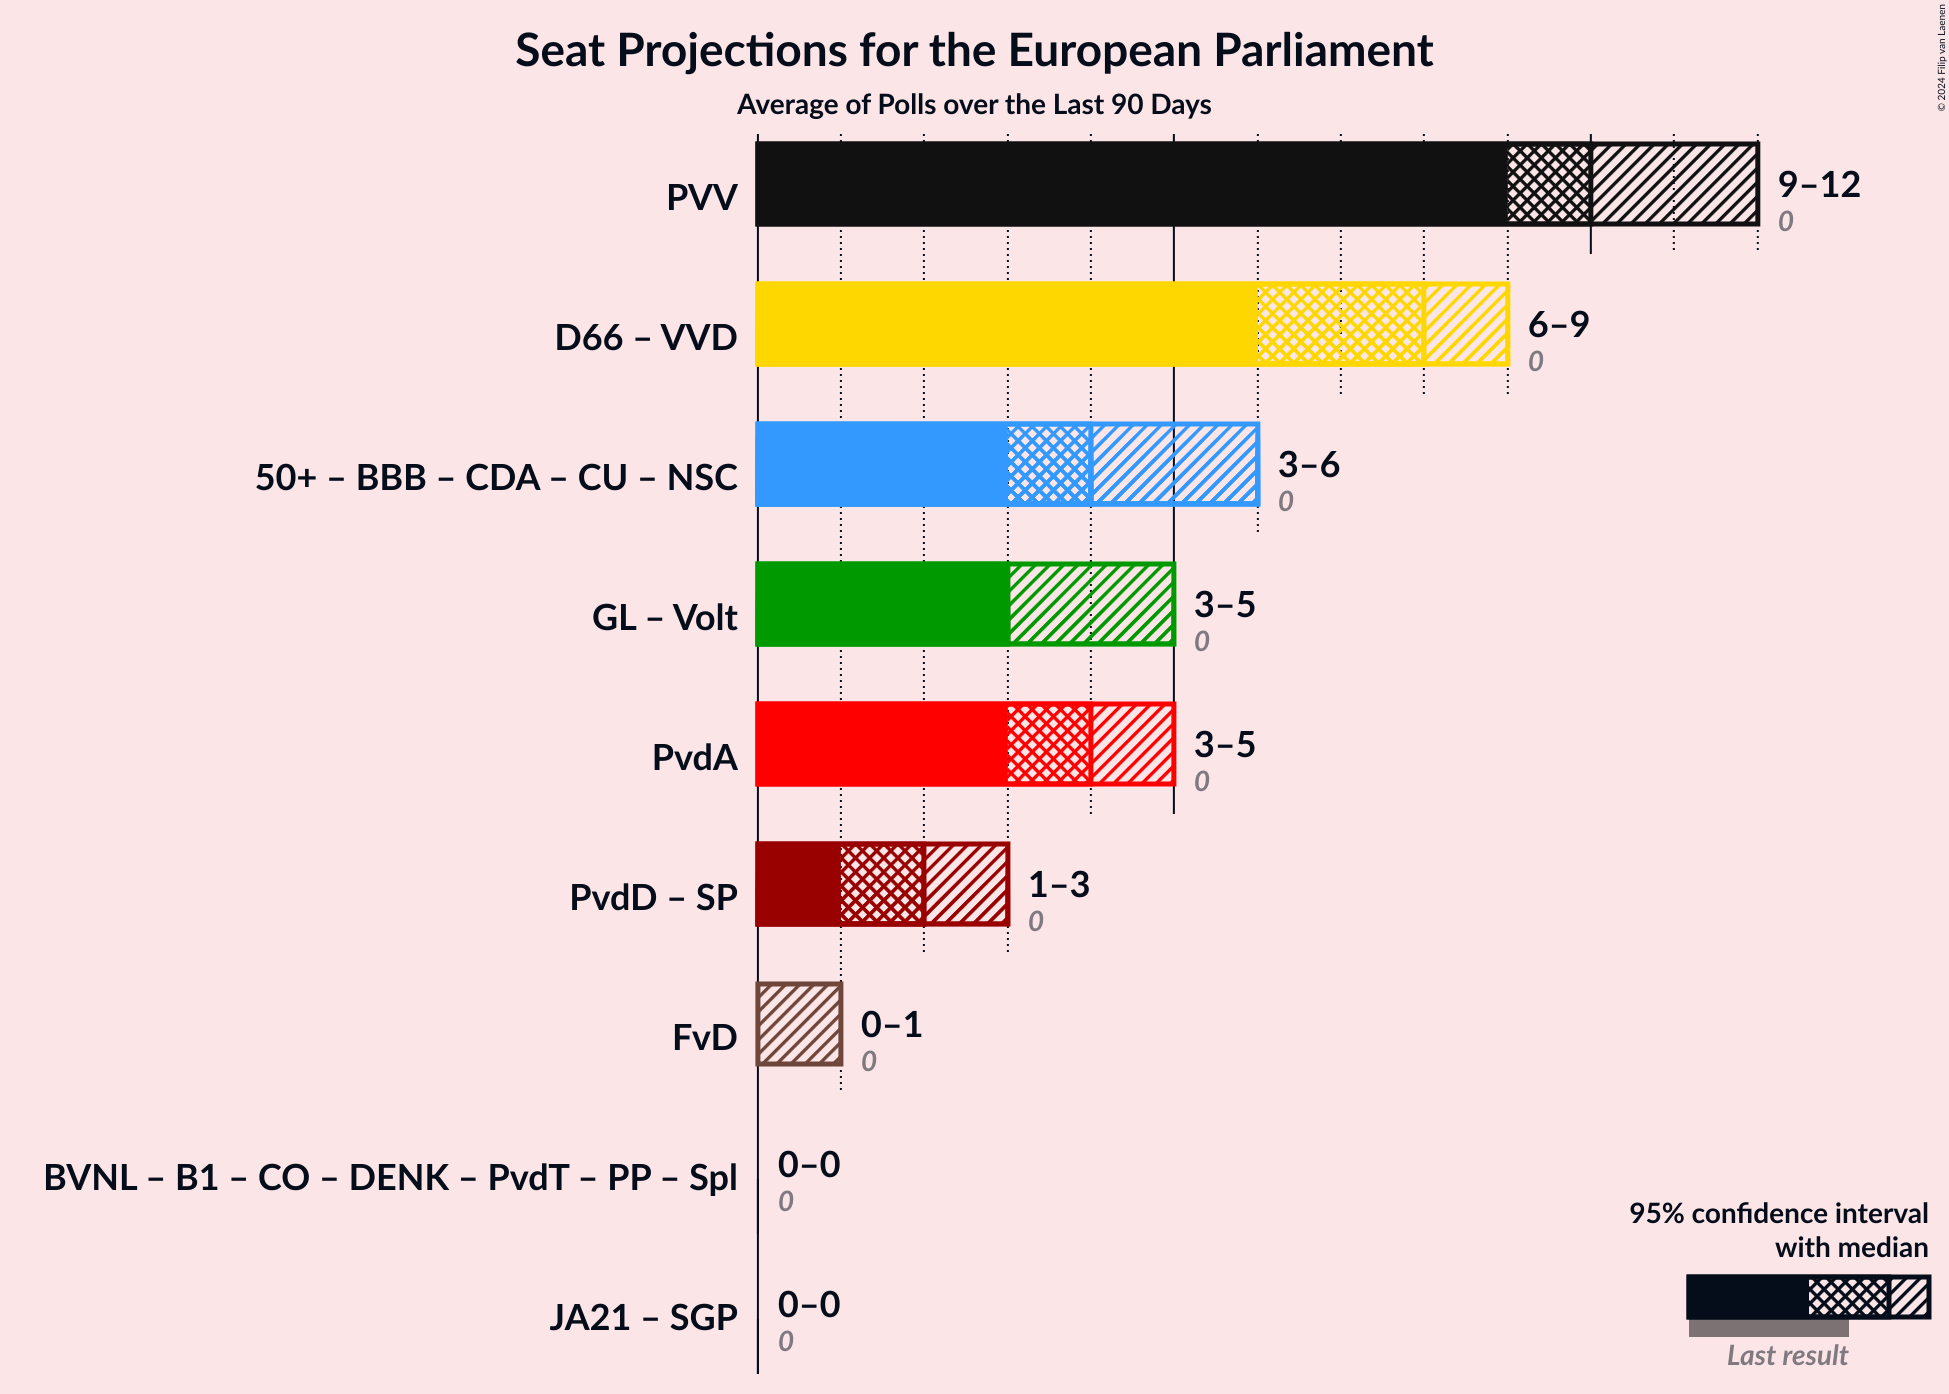 Seat Projections for the European Parliament
Average of Polls over the Last 90 Days
© 2024 Filip van Laenen
PVV
9–12
0
D66 – VVD
6–9
0
50+ – BBB – CDA – CU – NSC
3–6
0
GL – Volt
3–5
0
PvdA
3–5
0
PvdD – SP
1–3
0
FvD
0–1
0
BVNL – B1 – CO – DENK – PvdT – PP – Spl
0–0
0
JA21 – SGP
0–0
0
95% confidence interval
with median
Last result